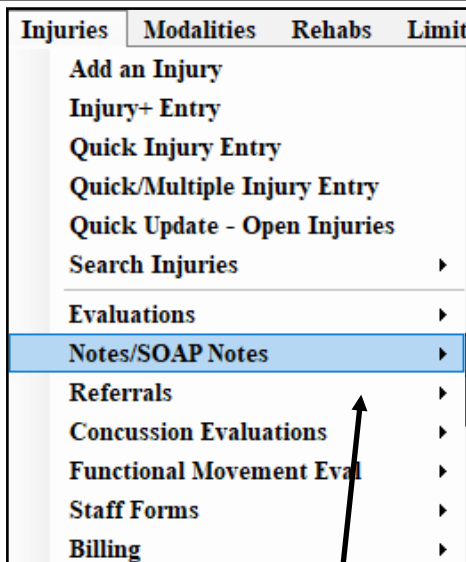 Injuries Modalities Rehabs Limit
Add an Injury
Injury+ Entry
Quick Injury Entry
Quick/Multiple Injury Entry
Quick Update - Open Injuries
Search Injuries
Evaluations
Notes/SOAP Notes
Referrals
Concussion Evaluations
Functional Movement Eval
Staff Forms
Billing